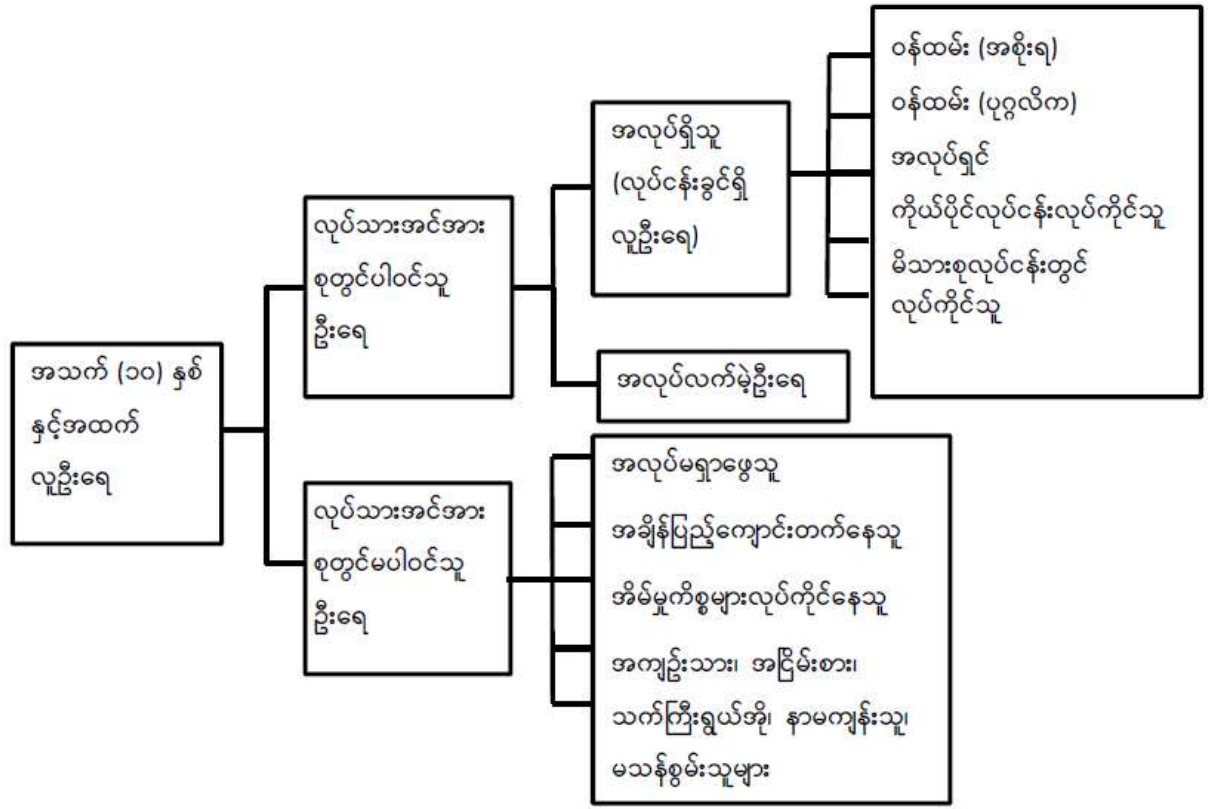 အသက် (၁၀) နှစ်
နှင့်အထက်
လူဦးရေ
လုပ်သားအင်အား
စုတွင်ပါဝင်သူ
ဦးရေ
လုပ်သားအင်အား
စုတွင်မပါဝင်သူ
ဦးရေ
အလုပ်ရှိသူ
(လုပ်ငန်းခွင်ရှိ
လူဦးရေ)
အလုပ်လက်မဲ့ဦးရေ
ဝန်ထမ်း (အစိုးရ)
ဝန်ထမ်း (ပုဂ္ဂလိက)
အလုပ်ရှင်
ကိုယ်ပိုင်လုပ်ငန်းလုပ်ကိုင်သူ
မိသားစုလုပ်ငန်းတွင်
လုပ်ကိုင်သူ
အလုပ်မရှာဖွေသူ
အချိန်ပြည့်ကျောင်းတက်နေသူ
အိမ်မှုကိစ္စများလုပ်ကိုင်နေသူ
အကျဉ်းသား၊ အငြိမ်းစား၊
သက်ကြီးရွယ်အို၊ နာမကျန်းသူ၊
မသန်စွမ်းသူများ